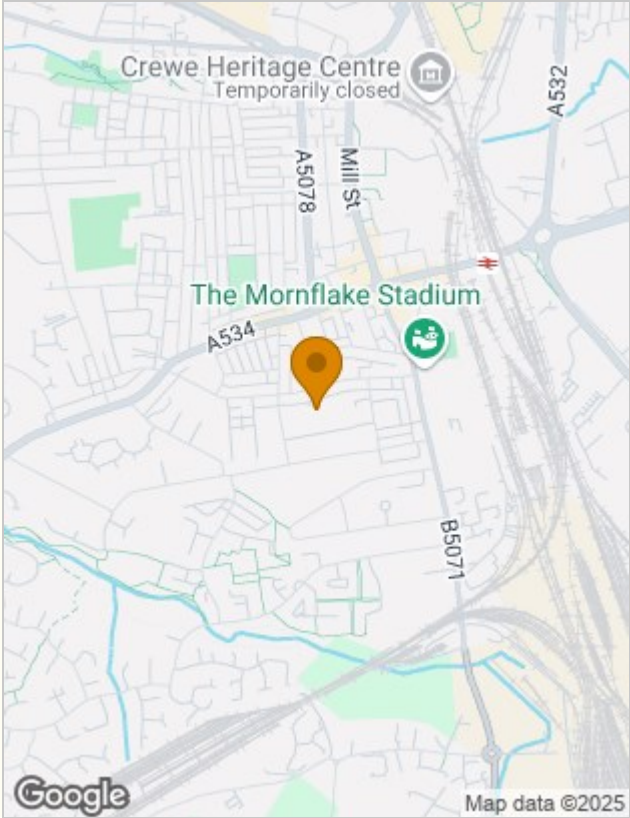 Crewe Heritage Centre
Temporarily closed
A532
A5078
Mill St
The Mornflake Stadium
A534
B5071
Google
Map data ©2025